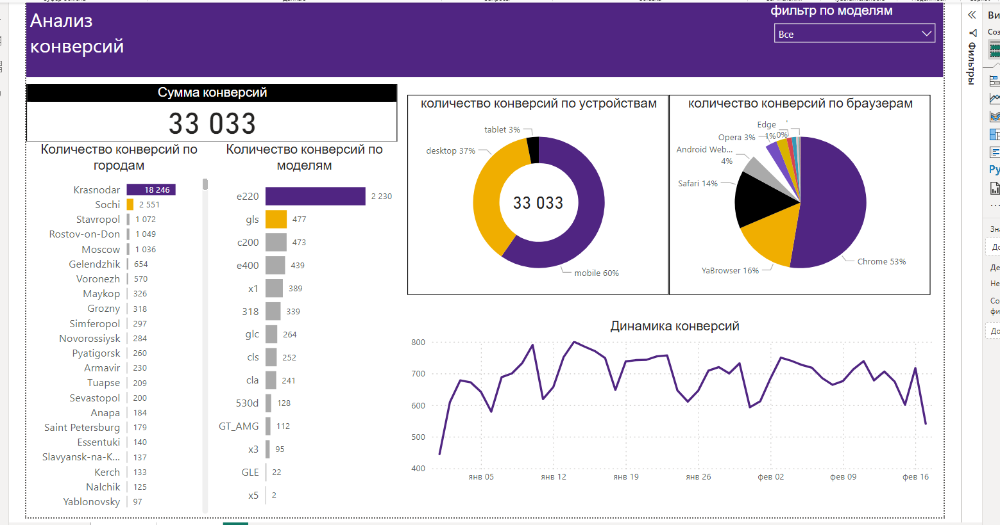 Анализ
конверсий
фильтр по моделям
Все
Фильтры
Сумма конверсий
33 033
Количество конверсий по
городам
Krasnodar 18 246
Sochi 2 551
Stavropol 1 072
Rostov-on-Don 1 049
Moscow 1 036
Gelendzhik 654
Voronezh 570
Maykop 326
Grozny 318
Simferopol 297
Novorossiysk 284
Pyatigorsk 260
Armavir 230
Tuapse 209
Sevastopol 200
Anapa 184
Saint Petersburg 179
Essentuki 140
Slavyansk-na-K... 137
Kerch 133
Nalchik 125
Yablonovsky 97
Количество конверсий по
моделям
e220 2 230
gls 477
c200 473
e400 439
x1 389
318 339
glc 264
cls 252
cla 241
530d 128
GT_AMG 112
x3 95
GLE 22
x5 2
количество конверсий по устройствам
tablet 3%
desktop 37%
33 033
mobile 60%
количество конверсий по браузерам
Edge
1% 0%
Opera 3%
Android Web...
4%
Safari 14%
YaBrowser 16%
Chrome 53%
Динамика конверсий
800
700
600
500
400
янв 05 янв 12 янв 19 янв 26 фев 02 фев 09 фев 16
Ви
Соз
Py
Зна
До
Де
Не
Со
фи
До